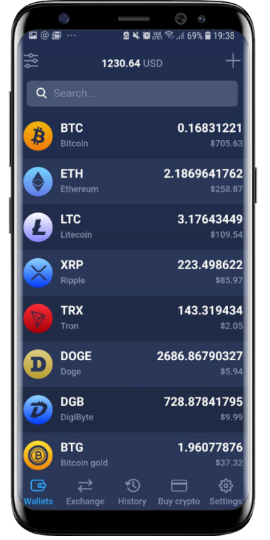 69% 19:38
1230.64 USD
Search...
BTC 0.16831221
Bitcoin $705.63
ETH 2.1869641762
Ethereum $258.87
LTC 3.17643449
Litecoin $109.54
XRP 223.498622
Ripple $85.97
TRX 143.319434
Tron $2.05
DOGE 2686.86790327
Doge $5.94
DGB 728.87841795
DigiByte $9.99
BTG 1.96077876
Bitcoin gold $37.32
Wallets Exchange History Buy crypto Settings